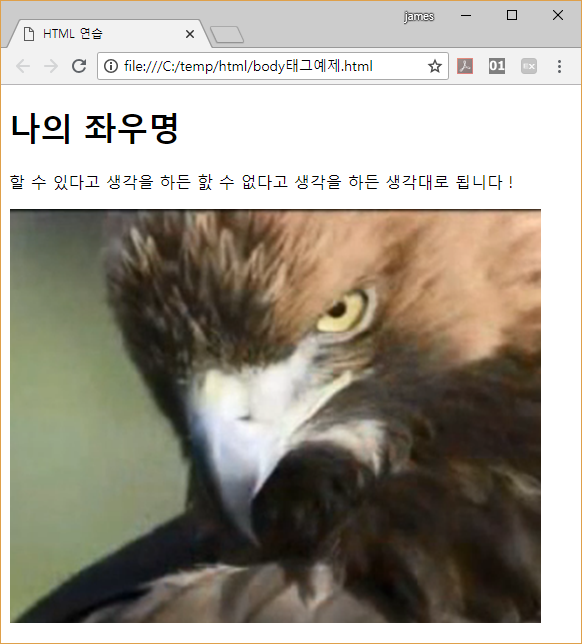 james
HTML 연습
file:///C:/temp/html/body태그예제.html
01
나의 좌우명
할 수 있다고 생각을 하든 핤 수 없다고 생각을 하든 생각대로 됩니다 !